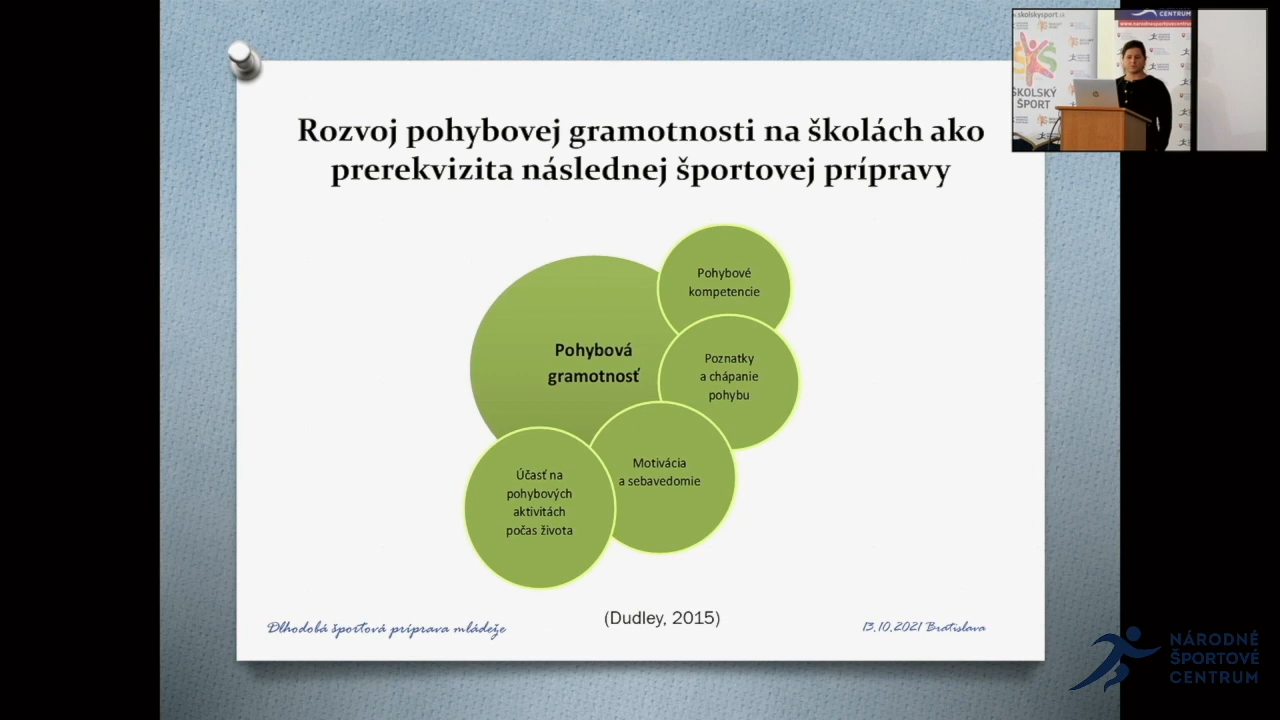 Rozvoj pohybovej gramotnosti na školách ako
prerekvizita následnej športovej prípravy
Pohybové
kompetencie
Pohybová
gramotnosť
Poznatky
a chápanie
pohybu
Motivácia
a sebavedomie
Účasť na
pohybových
aktivitách
počas života
(Dudley, 2015)
Dlhodobá športová príprava mládeže
13.10.2021 Bratislava
NÁRODNÉ
ŠPORTOVÉ
CENTRUM
ŠKOLSKÝ
ŠPORT
CENTRUM